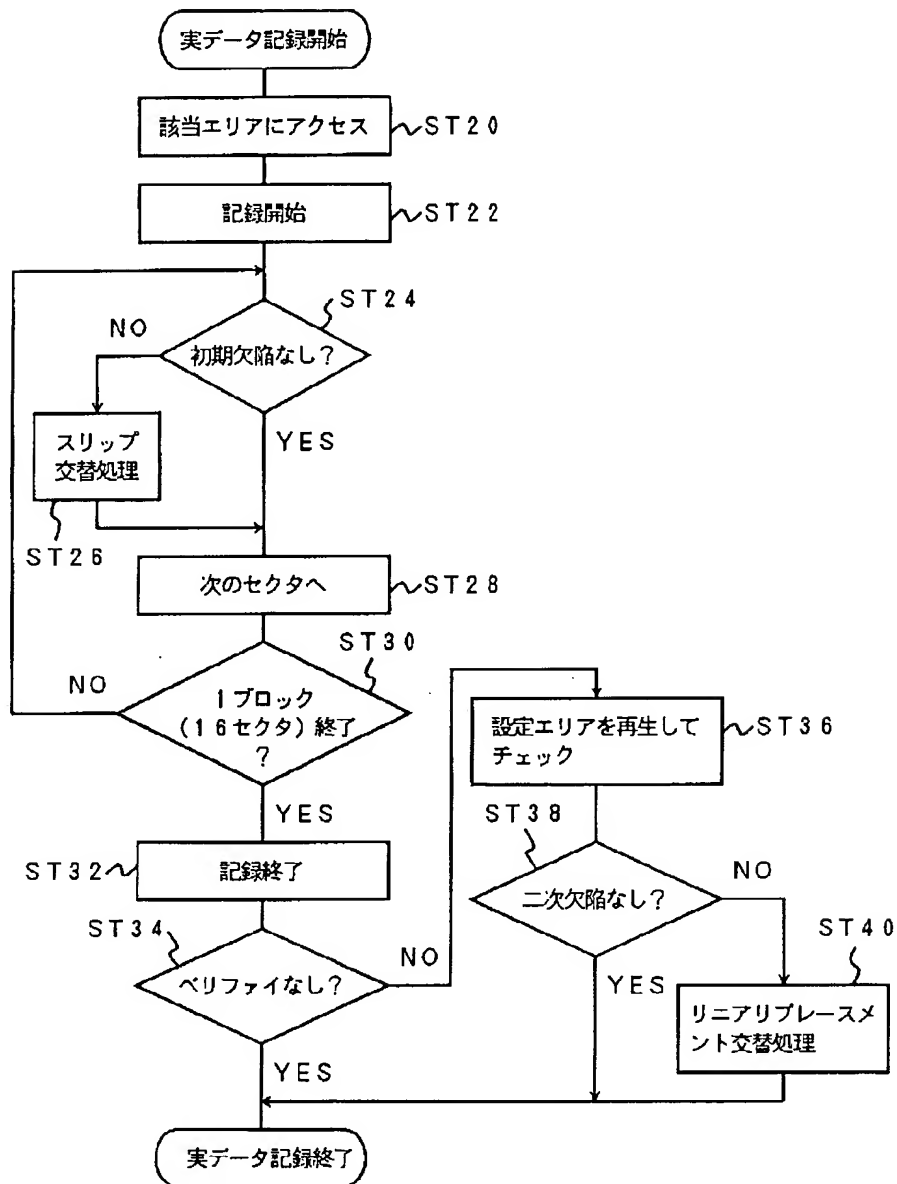 実データ記録開始
該当エリアにアクセス
ST20
記録開始
ST22
ST24
NO
初期欠陥なし？
YES
スリップ
交替処理
ST26
次のセクタへ
ST28
ST30
NO
1ブロック
(16セクタ)終了
？
YES
ST32
記録終了
ST34
ベリファイなし？
NO
YES
設定エリアを再生して
チェック
ST36
ST38
二次欠陥なし？
NO
YES
ST40
リニアリプレースメ
ント交替処理
実データ記録終了